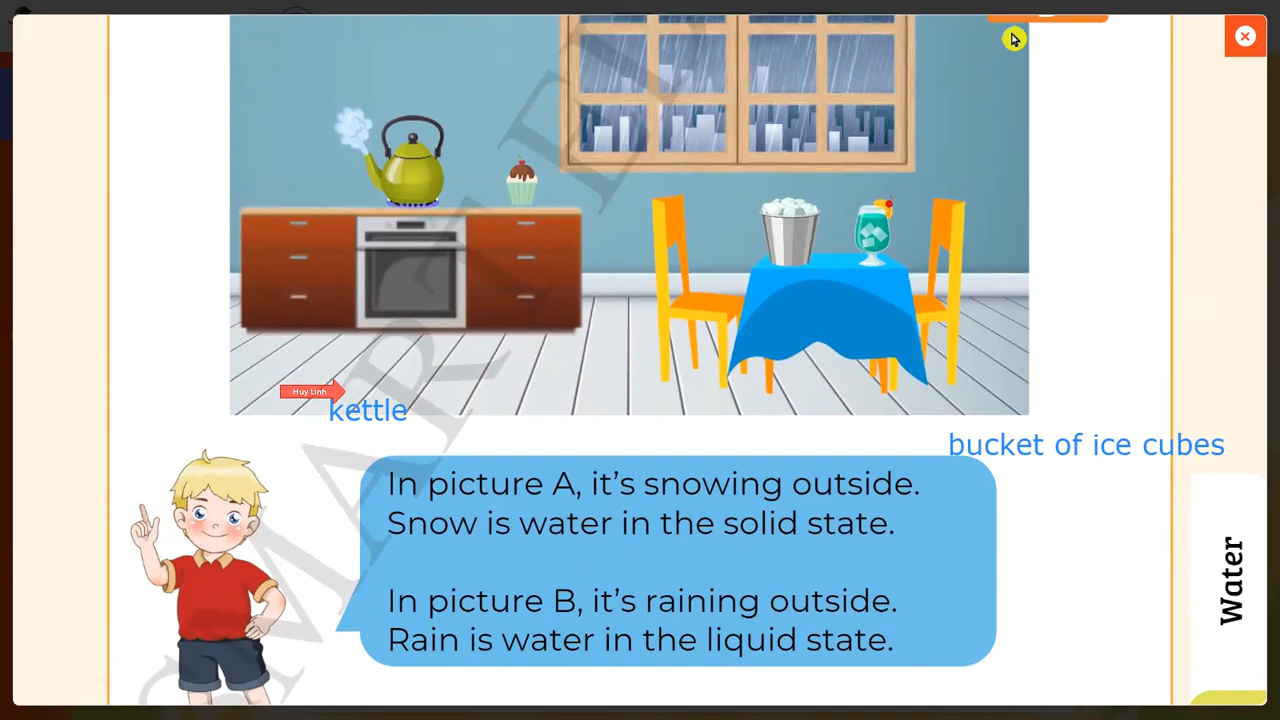 Huy Linh
kettle
bucket of ice cubes
In picture A, it’s snowing outside.
Snow is water in the solid state.
In picture B, it’s raining outside.
Rain is water in the liquid state.
Water